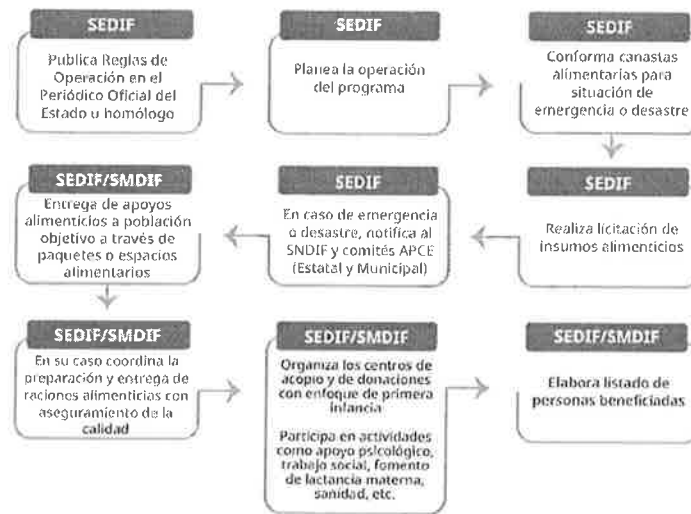 SEDIF
Publica Reglas de
Operación en el
Periódico Oficial del
Estado u homólogo
SEDIF
Planea la operación
del programa
SEDIF
Conforma canastas
alimentarias para
situación de
emergencia o desastre
SEDIF
Realiza licitación de
insumos alimenticios
SEDIF
En caso de emergencia
o desastre, notifica al
SNDIF y comités APCE
(Estatal y Municipal)
SEDIF/SMDIF
Entrega de apoyos
alimenticios a población
objetivo a través de
paquetes o espacios
alimentarios
SEDIF/SMDIF
En su caso coordina la
preparación y entrega de
raciones alimenticias con
aseguramiento de la
calidad
SEDIF/SMDIF
Organiza los centros de
acopio y de donaciones
con enfoque de primera
infancia
Participa en actividades
como apoyo psicológico,
trabajo social, fomento
de lactancia materna,
sanidad, etc.
SEDIF/SMDIF
Elabora listado de
personas beneficiadas